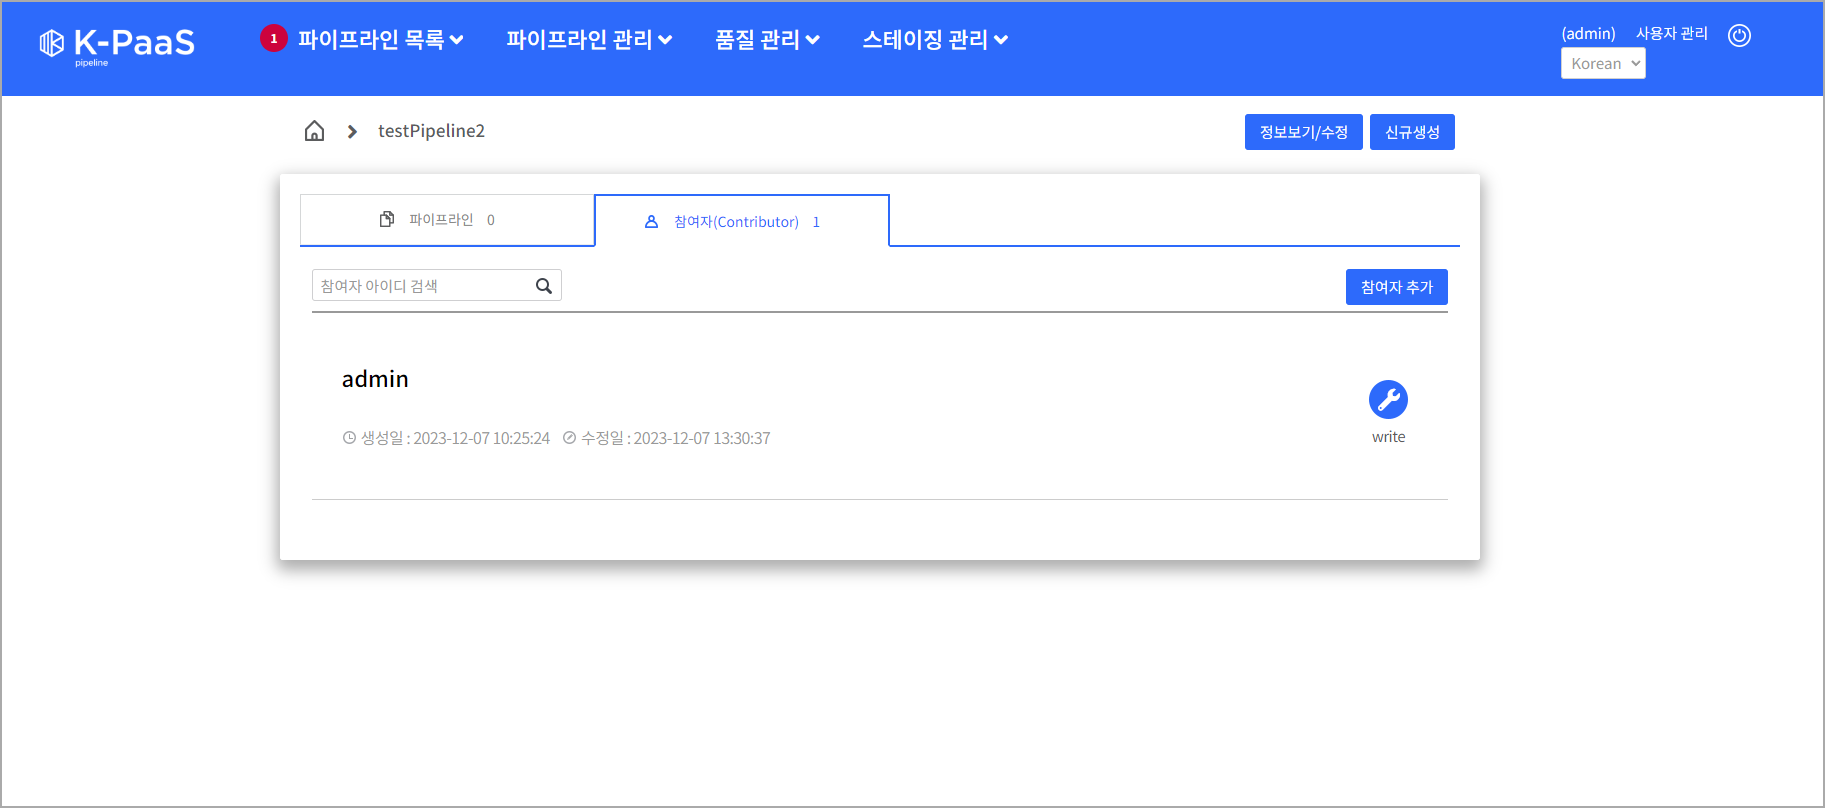 K-PaaS
pipeline
1 파이프라인 목록 파이프라인 관리 품질 관리 스테이징 관리
(admin) 사용자 관리
Korean
testPipeline2
정보보기/수정 신규생성
파이프라인 0 참여자(Contributor) 1
참여자 아이디 검색 참여자 추가
admin
생성일 : 2023-12-07 10:25:24 수정일 : 2023-12-07 13:30:37
write